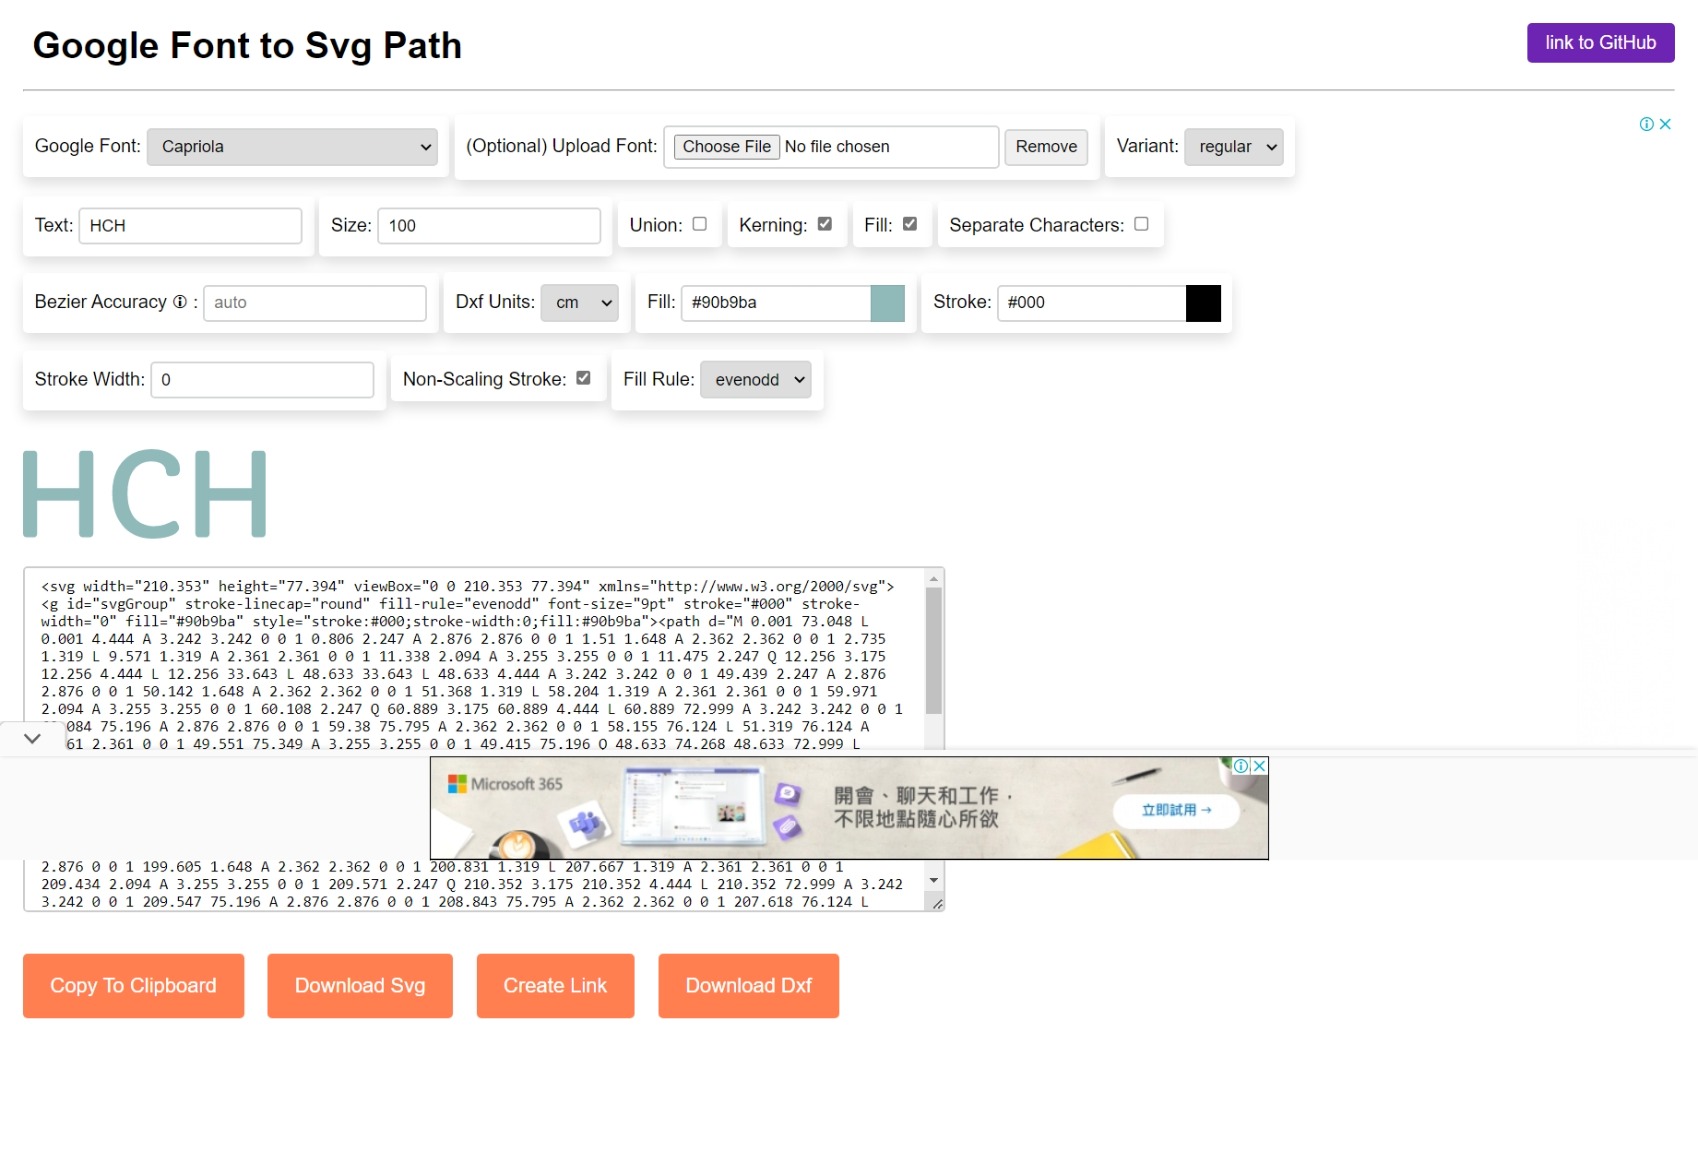 Google Font to Svg Path
link to GitHub
Google Font: Capriola
(Optional) Upload Font: Choose File No file chosen Remove
Variant: regular
Text: HCH
Size: 100
Union:
Kerning:
Fill:
Separate Characters:
Bezier Accuracy ⓘ : auto
Dxf Units: cm
Fill: #90b9ba
Stroke: #000
Stroke Width: 0
Non-Scaling Stroke:
Fill Rule: evenodd
HCH
<svg width="210.353" height="77.394" viewBox="0 0 210.353 77.394" xmlns="http://www.w3.org/2000/svg">
<g id="svgGroup" stroke-linecap="round" fill-rule="evenodd" font-size="9pt" stroke="#000" stroke-
width="0" fill="#90b9ba" style="stroke:#000;stroke-width:0;fill:#90b9ba"><path d="M 0.001 73.048 L
0.001 4.444 A 3.242 3.242 0 0 1 0.806 2.247 A 2.876 2.876 0 0 1 1.51 1.648 A 2.362 2.362 0 0 1 2.735
1.319 L 9.571 1.319 A 2.361 2.361 0 0 1 11.338 2.094 A 3.255 3.255 0 0 1 11.475 2.247 Q 12.256 3.175
12.256 4.444 L 12.256 33.643 L 48.633 33.643 L 48.633 4.444 A 3.242 3.242 0 0 1 49.439 2.247 A 2.876
2.876 0 0 1 50.142 1.648 A 2.362 2.362 0 0 1 51.368 1.319 L 58.204 1.319 A 2.361 2.361 0 0 1 59.971
2.094 A 3.255 3.255 0 0 1 60.108 2.247 Q 60.889 3.175 60.889 4.444 L 60.889 72.999 A 3.242 3.242 0 0 1
084 75.196 A 2.876 2.876 0 0 1 59.38 75.795 A 2.362 2.362 0 0 1 58.155 76.124 L 51.319 76.124 A
61 2.361 0 0 1 49.551 75.349 A 3.255 3.255 0 0 1 49.415 75.196 Q 48.633 74.268 48.633 72.999 L
Microsoft 365
開會、聊天和工作，
不限地點隨心所欲
立即試用 →
2.876 0 0 1 199.605 1.648 A 2.362 2.362 0 0 1 200.831 1.319 L 207.667 1.319 A 2.361 2.361 0 0 1
209.434 2.094 A 3.255 3.255 0 0 1 209.571 2.247 Q 210.352 3.175 210.352 4.444 L 210.352 72.999 A 3.242
3.242 0 0 1 209.547 75.196 A 2.876 2.876 0 0 1 208.843 75.795 A 2.362 2.362 0 0 1 207.618 76.124 L
Copy To Clipboard
Download Svg
Create Link
Download Dxf